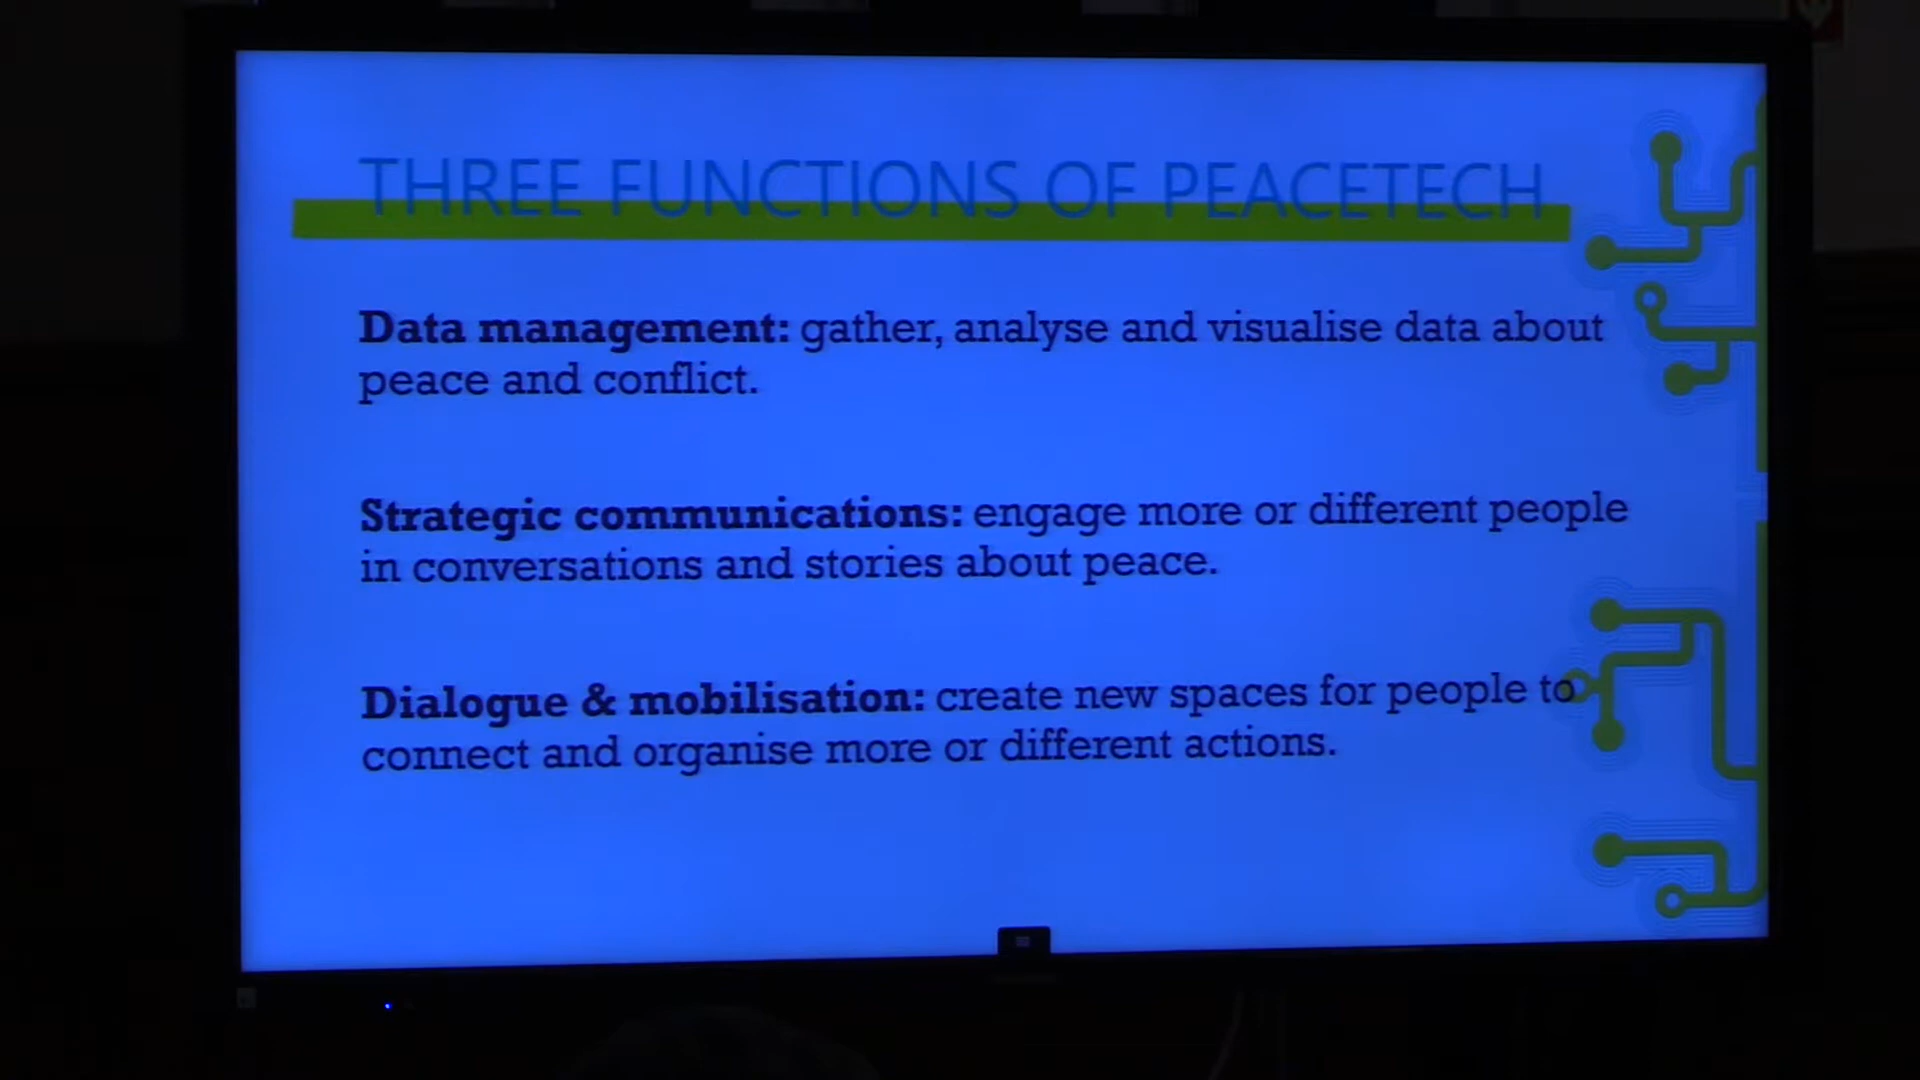 THREE FUNCTIONS OF PEACETECH
Data management: gather, analyse and visualise data about
peace and conflict.
Strategic communications: engage more or different people
in conversations and stories about peace.
Dialogue & mobilisation: create new spaces for people to
connect and organise more or different actions.